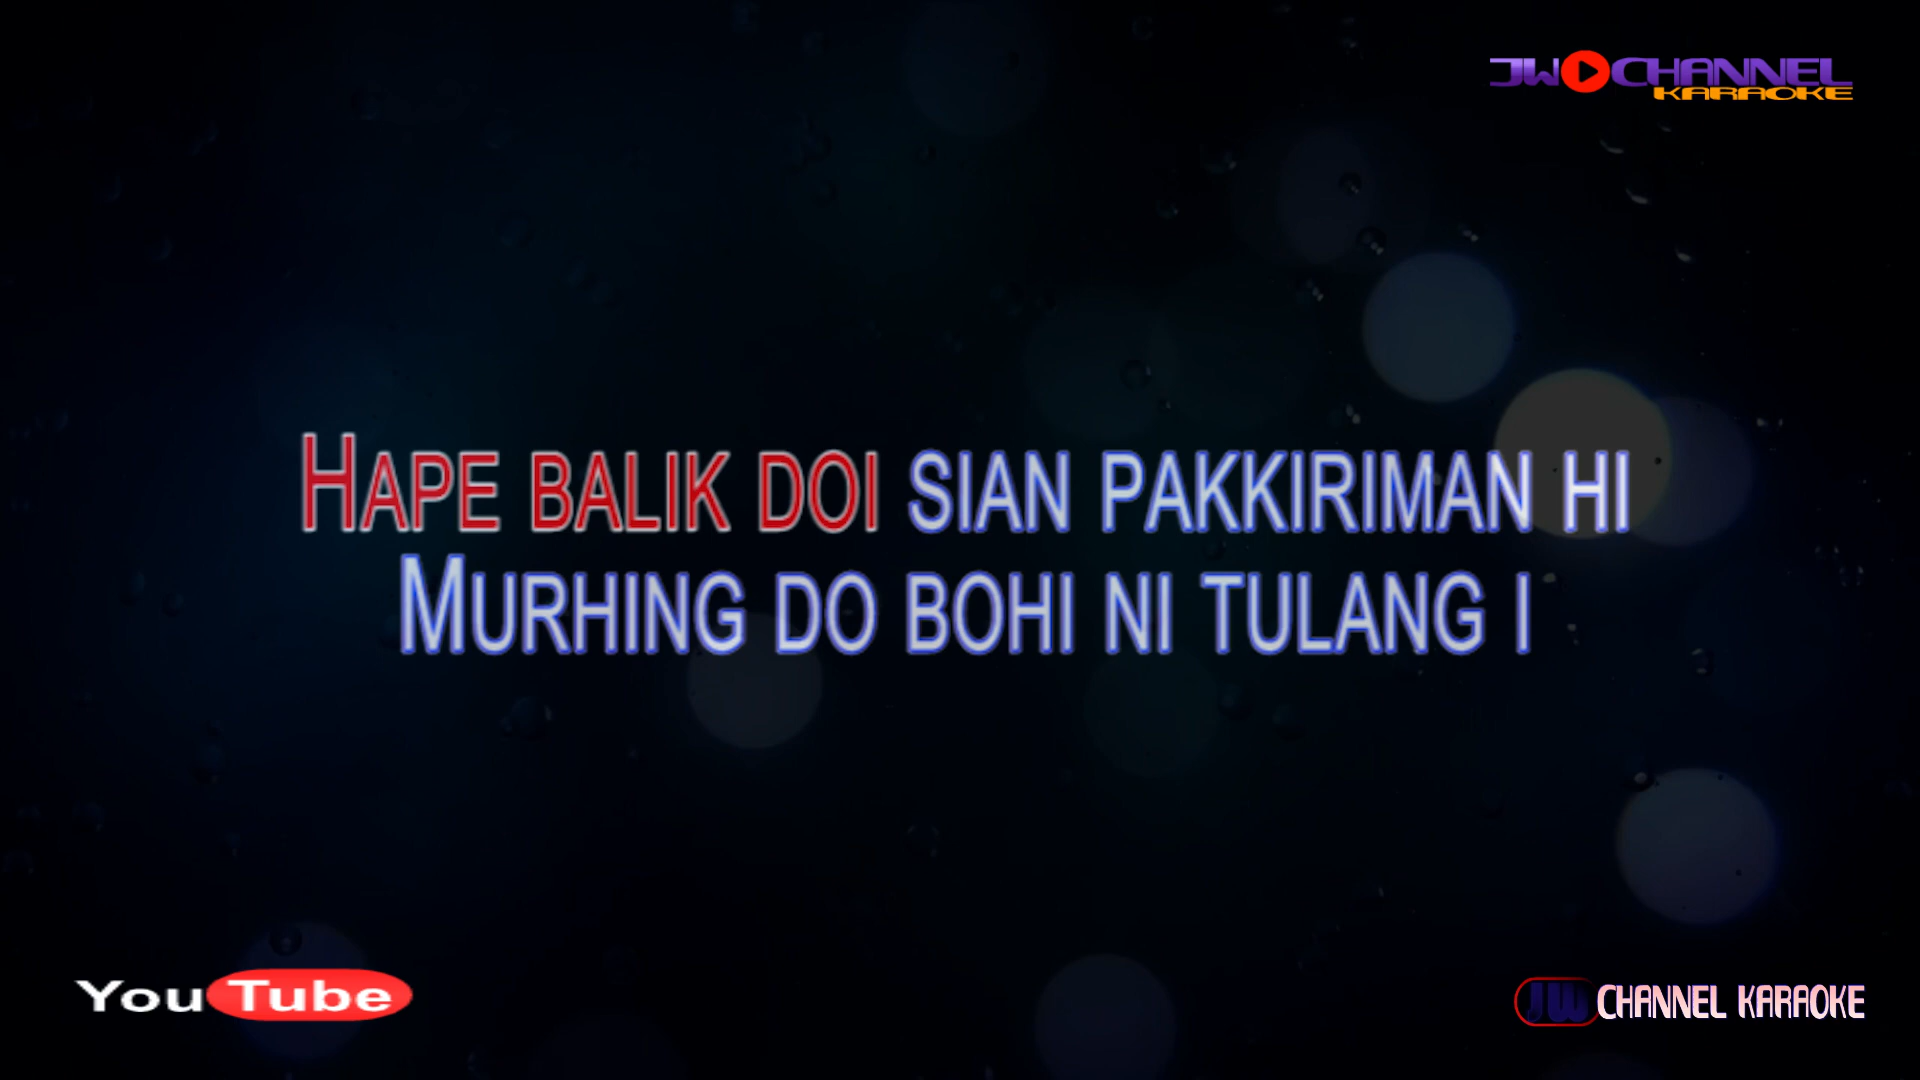 JW CHANNEL
KARAOKE
HAPE BALIK DOI SIAN PAKKIRIMAN HI
MURHING DO BOHI NI TULANG I
YouTube
JW CHANNEL KARAOKE